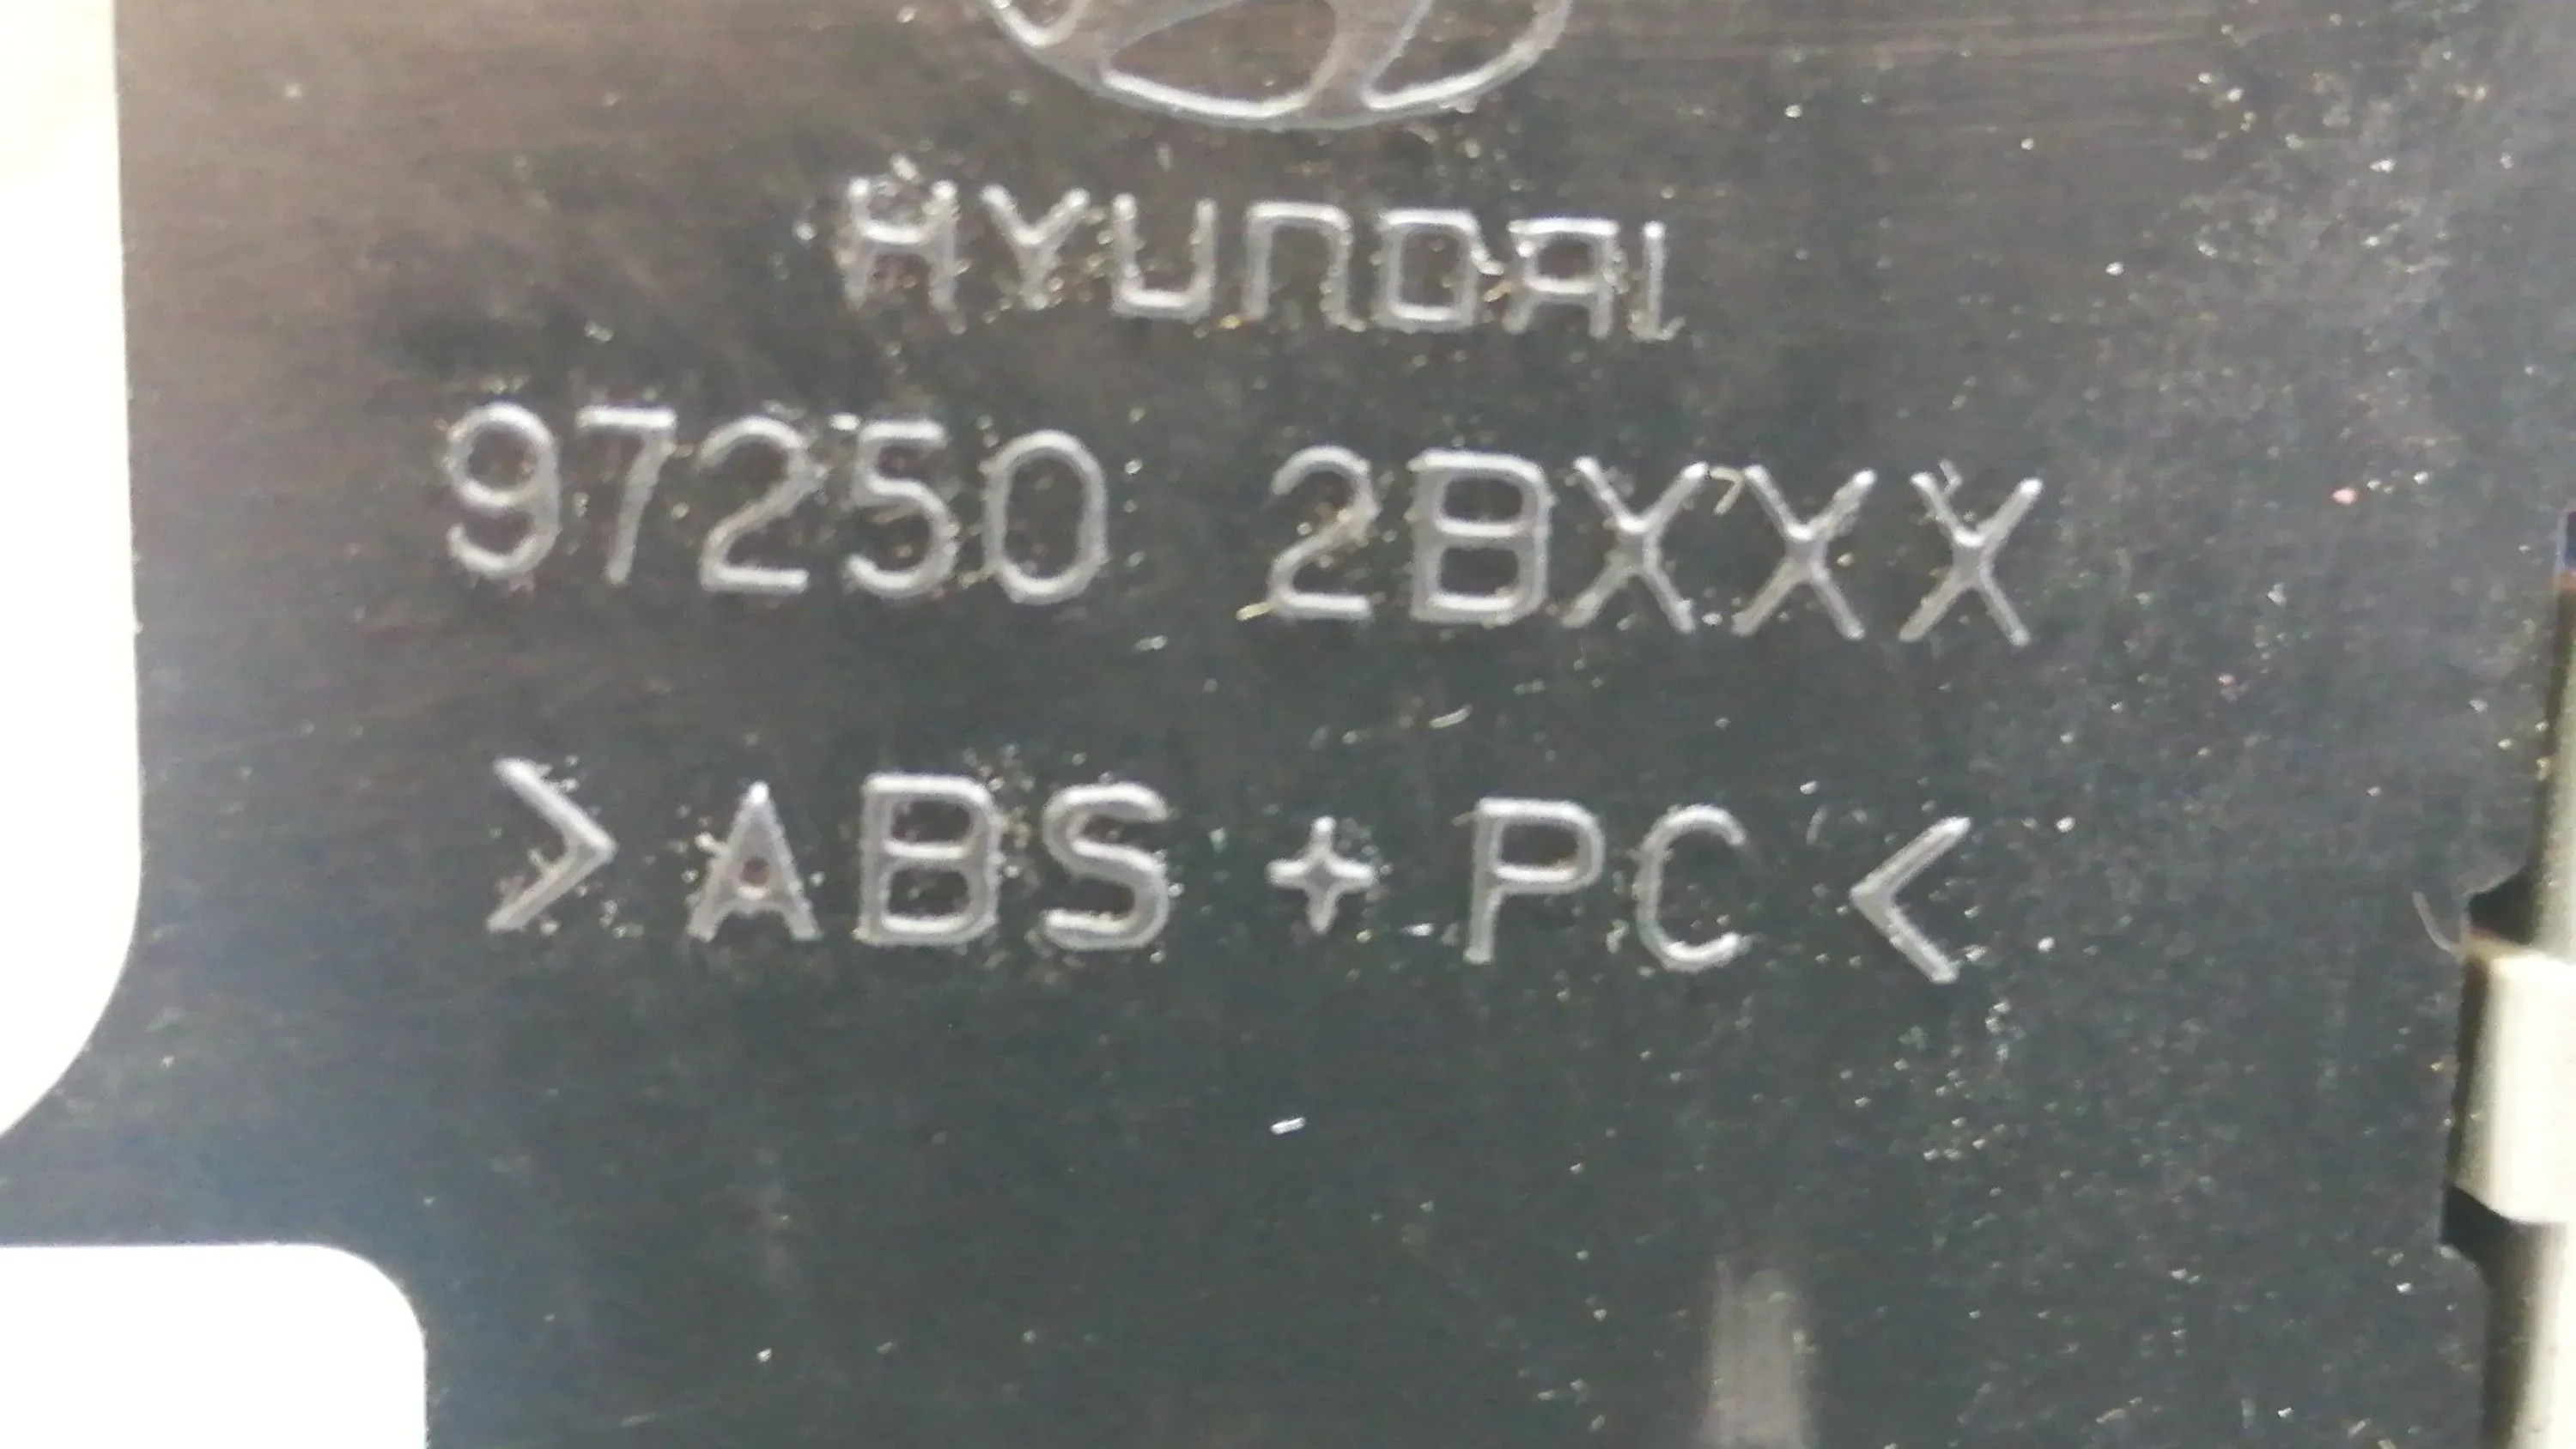 HYUNDAI
97250 2BXXX
>ABS+PC<